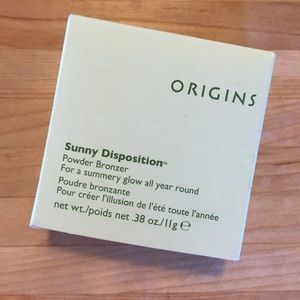 ORIGINS
Sunny Disposition™
Powder Bronzer
For a summery glow all year round
Poudre bronzante
Pour créer l'illusion de l'été toute l'année
net wt./poids net .38 oz./11g ℮